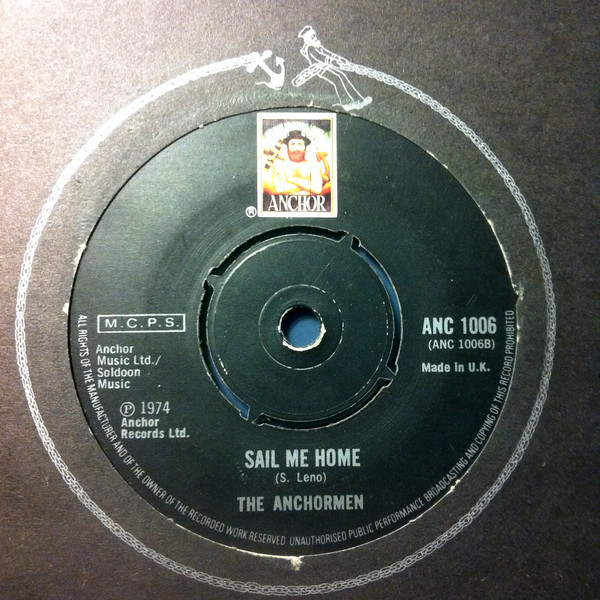 ANCHOR
®
M.C.P.S.
Anchor
Music Ltd./
Soldoon
Music
Ⓟ 1974
Anchor
Records Ltd.
ANC 1006
(ANC 1006B)
Made in U.K.
SAIL ME HOME
(S. Leno)
THE ANCHORMEN
ALL RIGHTS OF THE MANUFACTURER AND OF THE OWNER OF THE RECORDED WORK RESERVED UNAUTHORISED PUBLIC PERFORMANCE BROADCASTING AND COPYING OF THIS RECORD PROHIBITED